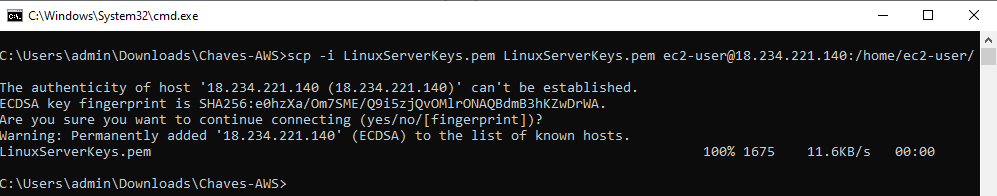 C:\Windows\System32\cmd.exe
C:\Users\admin\Downloads\Chaves-AWS>scp -i LinuxServerKeys.pem LinuxServerKeys.pem ec2-user@18.234.221.140:/home/ec2-user/
The authenticity of host '18.234.221.140 (18.234.221.140)' can't be established.
ECDSA key fingerprint is SHA256:e0hzXa/Om7SME/Q9i5zjQvOMlrONAQBdmB3hKZwDrWA.
Are you sure you want to continue connecting (yes/no/[fingerprint])?
Warning: Permanently added '18.234.221.140' (ECDSA) to the list of known hosts.
LinuxServerKeys.pem 100% 1675 11.6KB/s 00:00
C:\Users\admin\Downloads\Chaves-AWS>